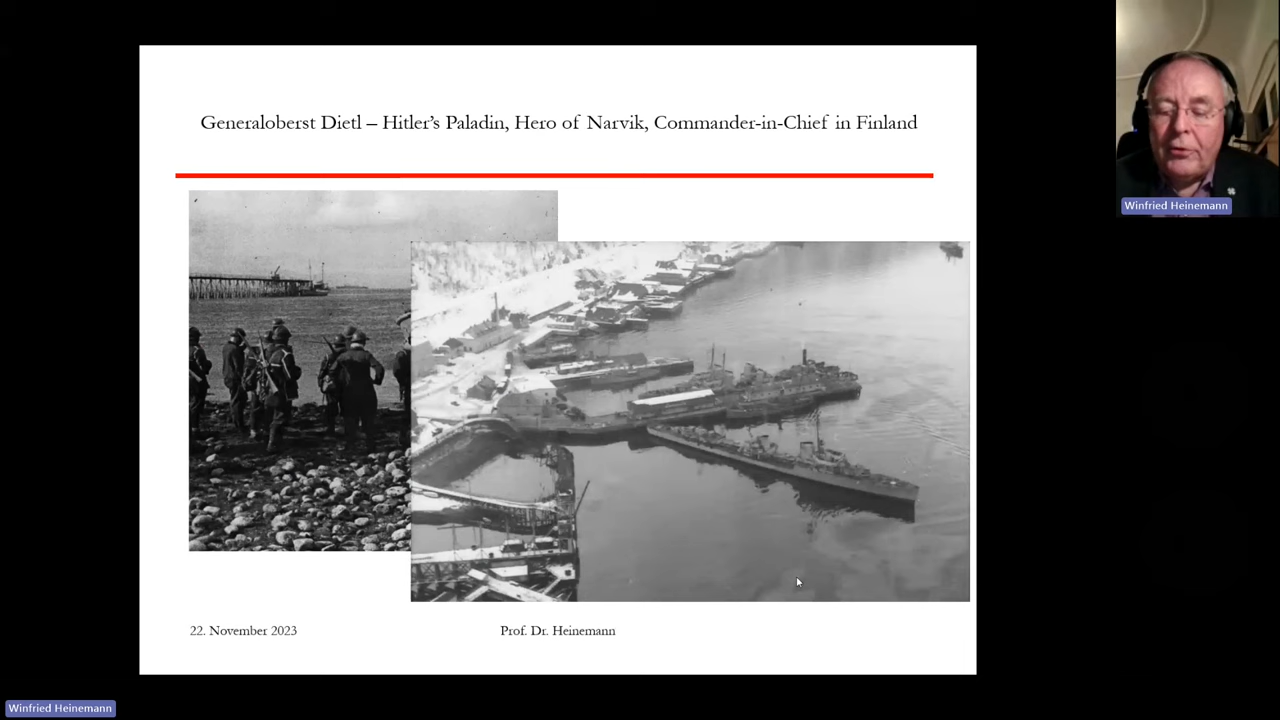 Generaloberst Dietl – Hitler's Paladin, Hero of Narvik, Commander-in-Chief in Finland
Winfried Heinemann
22. November 2023
Prof. Dr. Heinemann
Winfried Heinemann